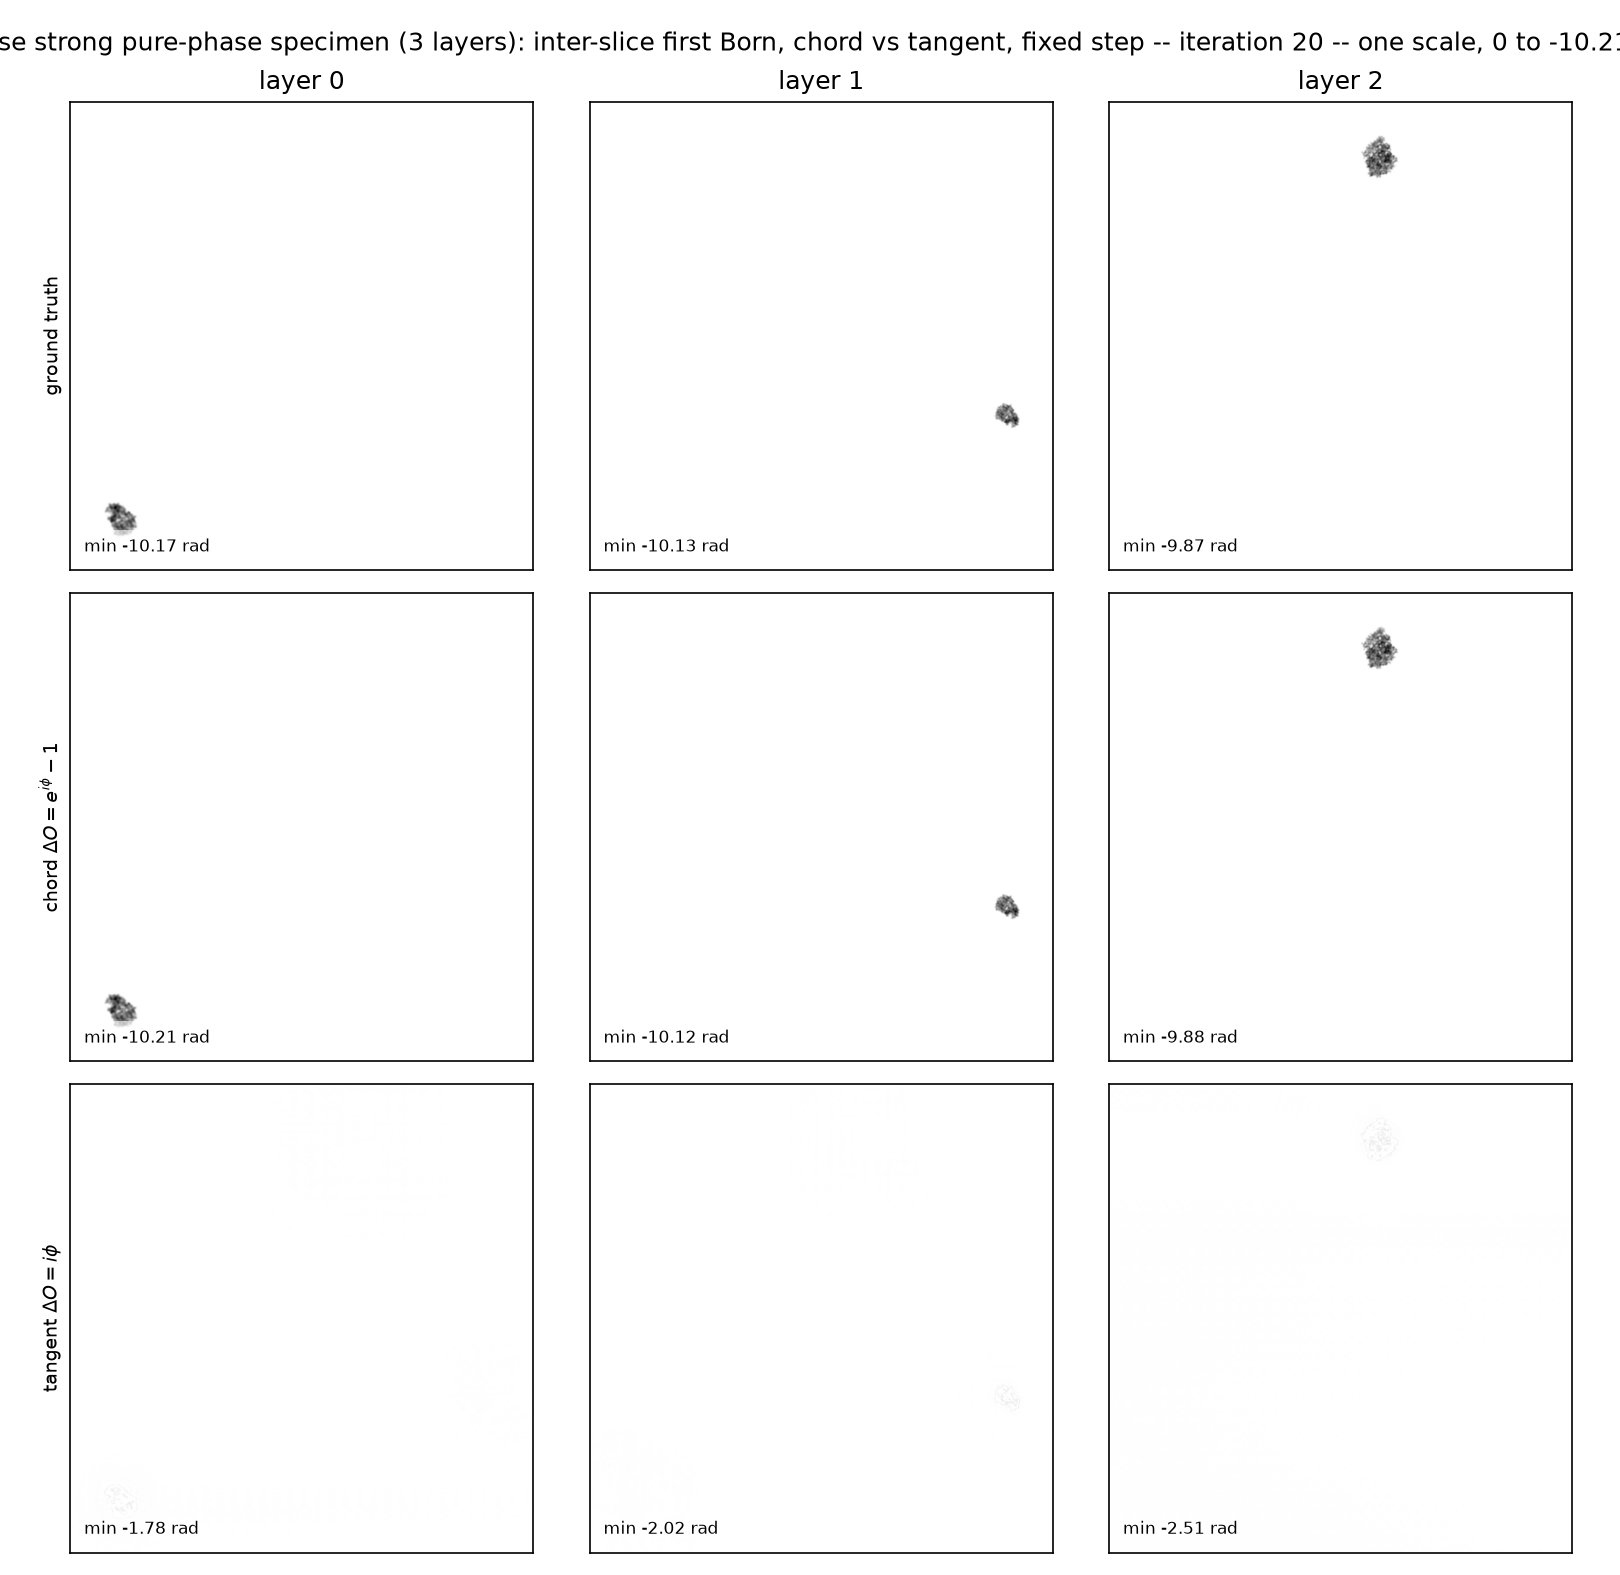 se strong pure-phase specimen (3 layers): inter-slice first Born, chord vs tangent, fixed step -- iteration 20 -- one scale, 0 to -10.21
layer 0
layer 1
layer 2
ground truth
min -10.17 rad
min -10.13 rad
min -9.87 rad
chord ΔO = e^{iϕ} − 1
min -10.21 rad
min -10.12 rad
min -9.88 rad
tangent ΔO = iϕ
min -1.78 rad
min -2.02 rad
min -2.51 rad